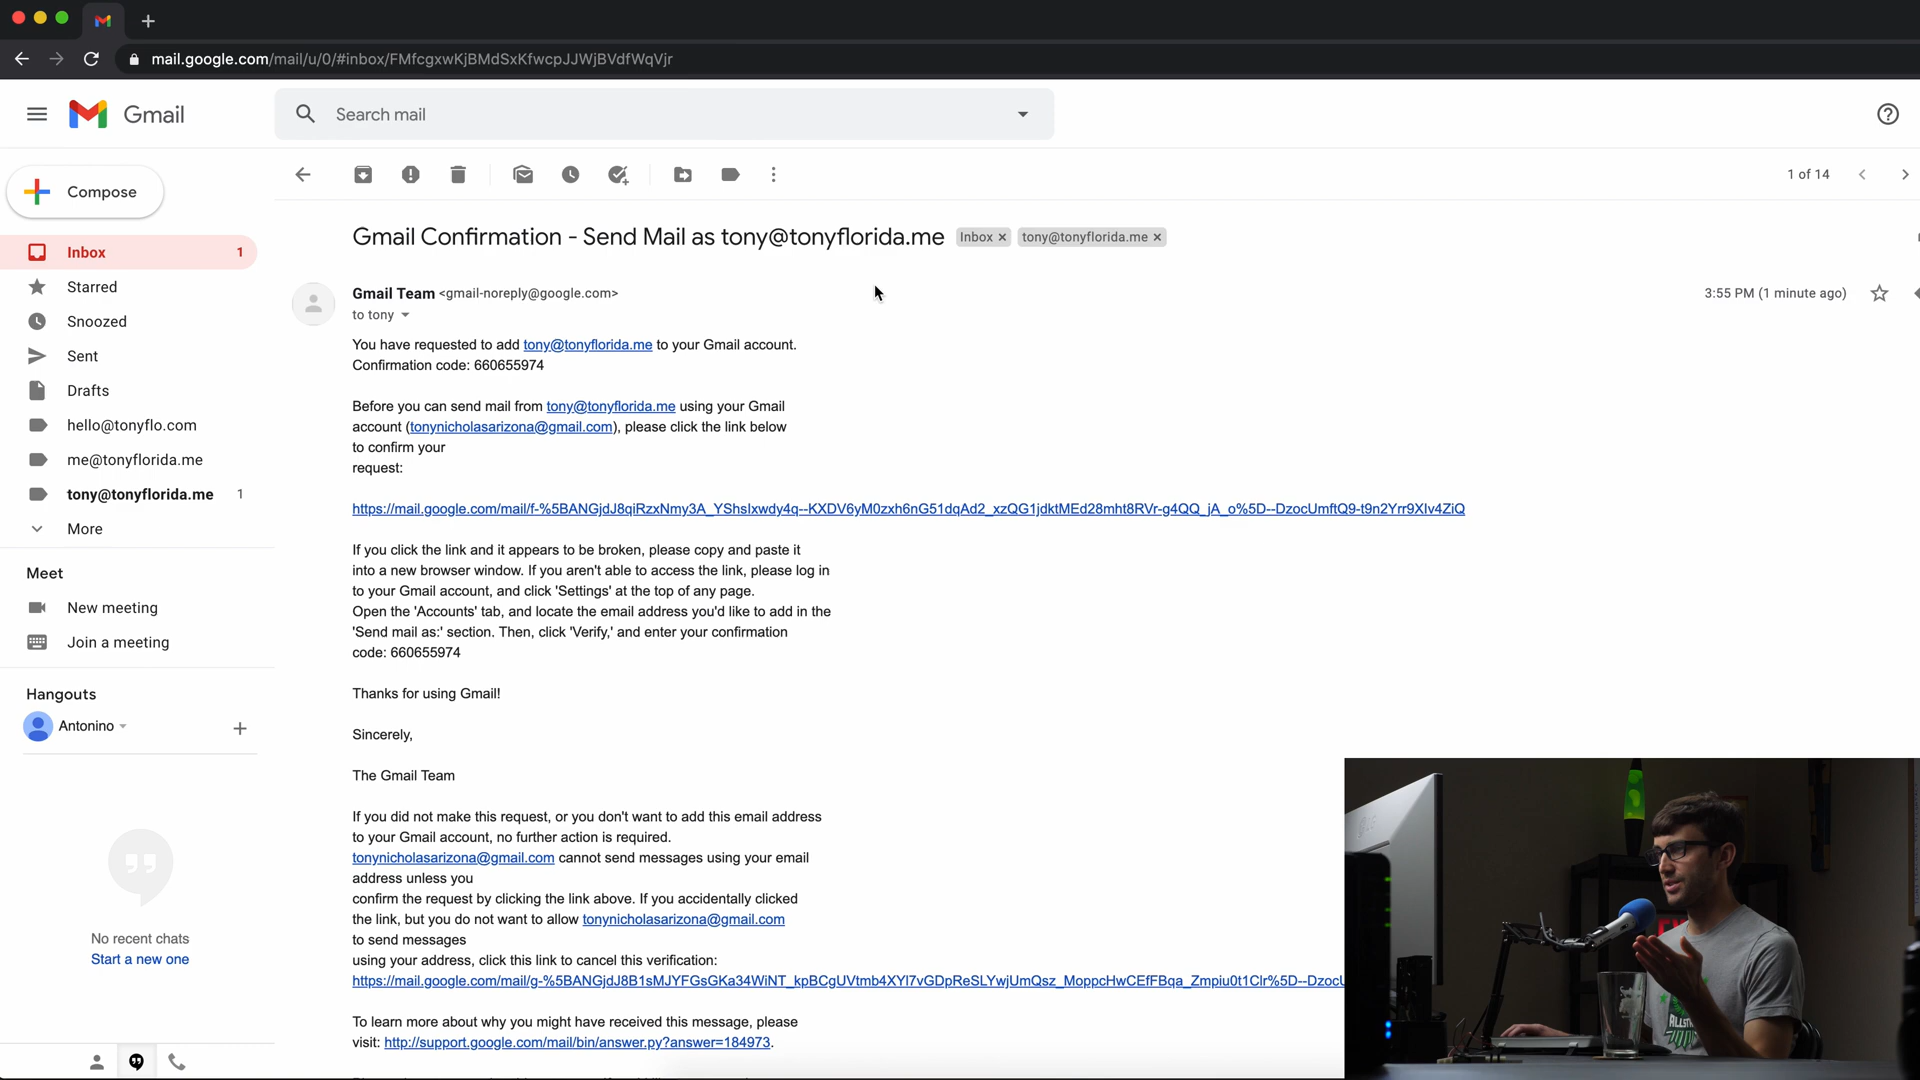 mail.google.com/mail/u/0/#inbox/FMfcgxwKjBMdSxKfwcpJJWjBVdfWqVjr
Gmail
Search mail
Compose
1 of 14
Inbox 1
Starred
Snoozed
Sent
Drafts
hello@tonyflo.com
me@tonyflorida.me
tony@tonyflorida.me 1
More
Meet
New meeting
Join a meeting
Hangouts
Antonino
No recent chats
Start a new one
Gmail Confirmation - Send Mail as tony@tonyflorida.me Inbox × tony@tonyflorida.me ×
Gmail Team <gmail-noreply@google.com>
3:55 PM (1 minute ago)
to tony
You have requested to add tony@tonyflorida.me to your Gmail account.
Confirmation code: 660655974
Before you can send mail from tony@tonyflorida.me using your Gmail
account (tonynicholasarizona@gmail.com), please click the link below
to confirm your
request:
https://mail.google.com/mail/f-%5BANGjdJ8qiRzxNmy3A_YShsIxwdy4q--KXDV6yM0zxh6nG51dqAd2_xzQG1jdktMEd28mht8RVr-g4QQ_jA_o%5D--DzocUmftQ9-t9n2Yrr9XIv4ZiQ
If you click the link and it appears to be broken, please copy and paste it
into a new browser window. If you aren't able to access the link, please log in
to your Gmail account, and click 'Settings' at the top of any page.
Open the 'Accounts' tab, and locate the email address you'd like to add in the
'Send mail as:' section. Then, click 'Verify,' and enter your confirmation
code: 660655974
Thanks for using Gmail!
Sincerely,
The Gmail Team
If you did not make this request, or you don't want to add this email address
to your Gmail account, no further action is required.
tonynicholasarizona@gmail.com cannot send messages using your email
address unless you
confirm the request by clicking the link above. If you accidentally clicked
the link, but you do not want to allow tonynicholasarizona@gmail.com
to send messages
using your address, click this link to cancel this verification:
https://mail.google.com/mail/g-%5BANGjdJ8B1sMJYFGsGKa34WiNT_kpBCgUVtmb4XYl7vGDpReSLYwjUmQsz_MoppcHwCEfFBqa_Zmpiu0t1Clr%5D--Dzocl
To learn more about why you might have received this message, please
visit: http://support.google.com/mail/bin/answer.py?answer=184973.